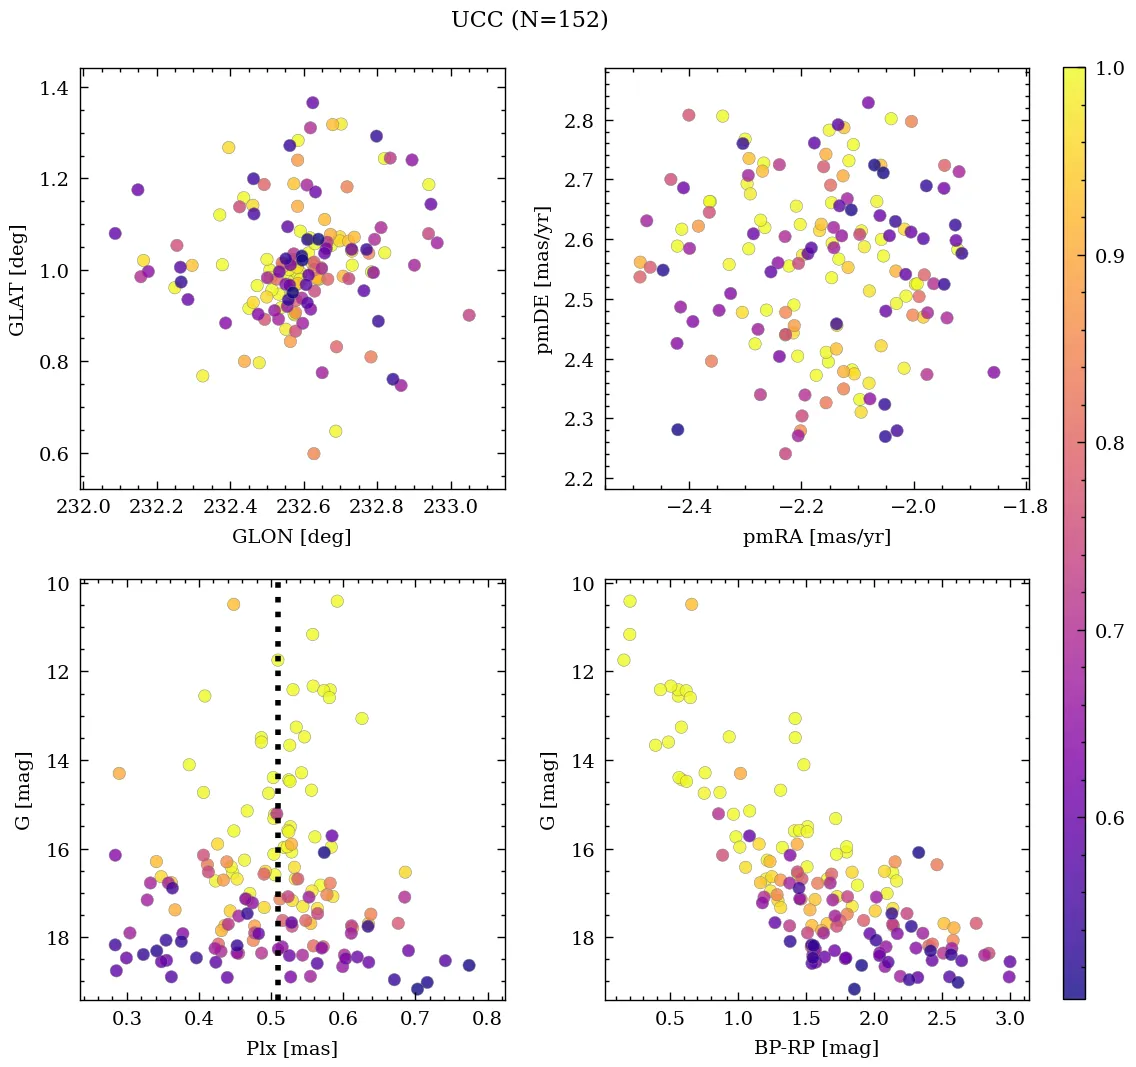 UCC (N=152)
1.4
1.2
1.0
0.8
0.6
GLAT [deg]
232.0 232.2 232.4 232.6 232.8 233.0
GLON [deg]
2.8
2.7
2.6
2.5
2.4
2.3
2.2
pmDE [mas/yr]
−2.4 −2.2 −2.0 −1.8
pmRA [mas/yr]
1.0
0.9
0.8
0.7
0.6
10
12
14
16
18
G [mag]
0.3 0.4 0.5 0.6 0.7 0.8
Plx [mas]
10
12
14
16
18
G [mag]
0.5 1.0 1.5 2.0 2.5 3.0
BP-RP [mag]